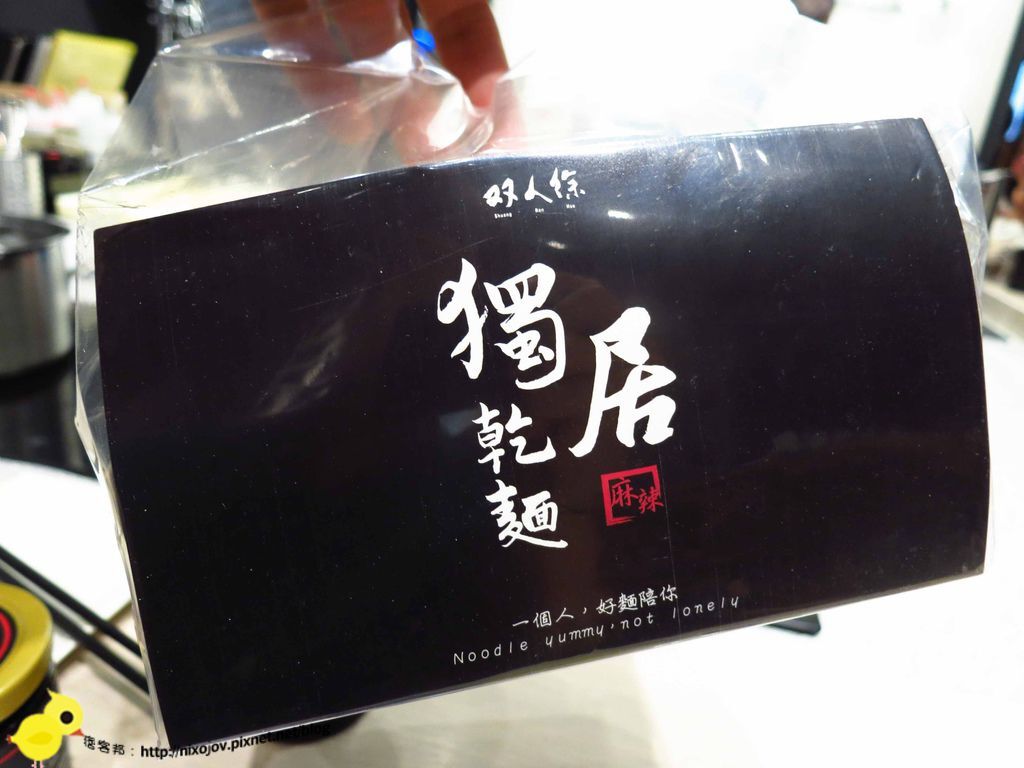 双人徐
Shuang Ren Hsu
獨居
乾麵
麻辣
一個人，好麵陪你
Noodle yummy,not lonely
痞客邦：http://nixojov.pixnet.net/blog